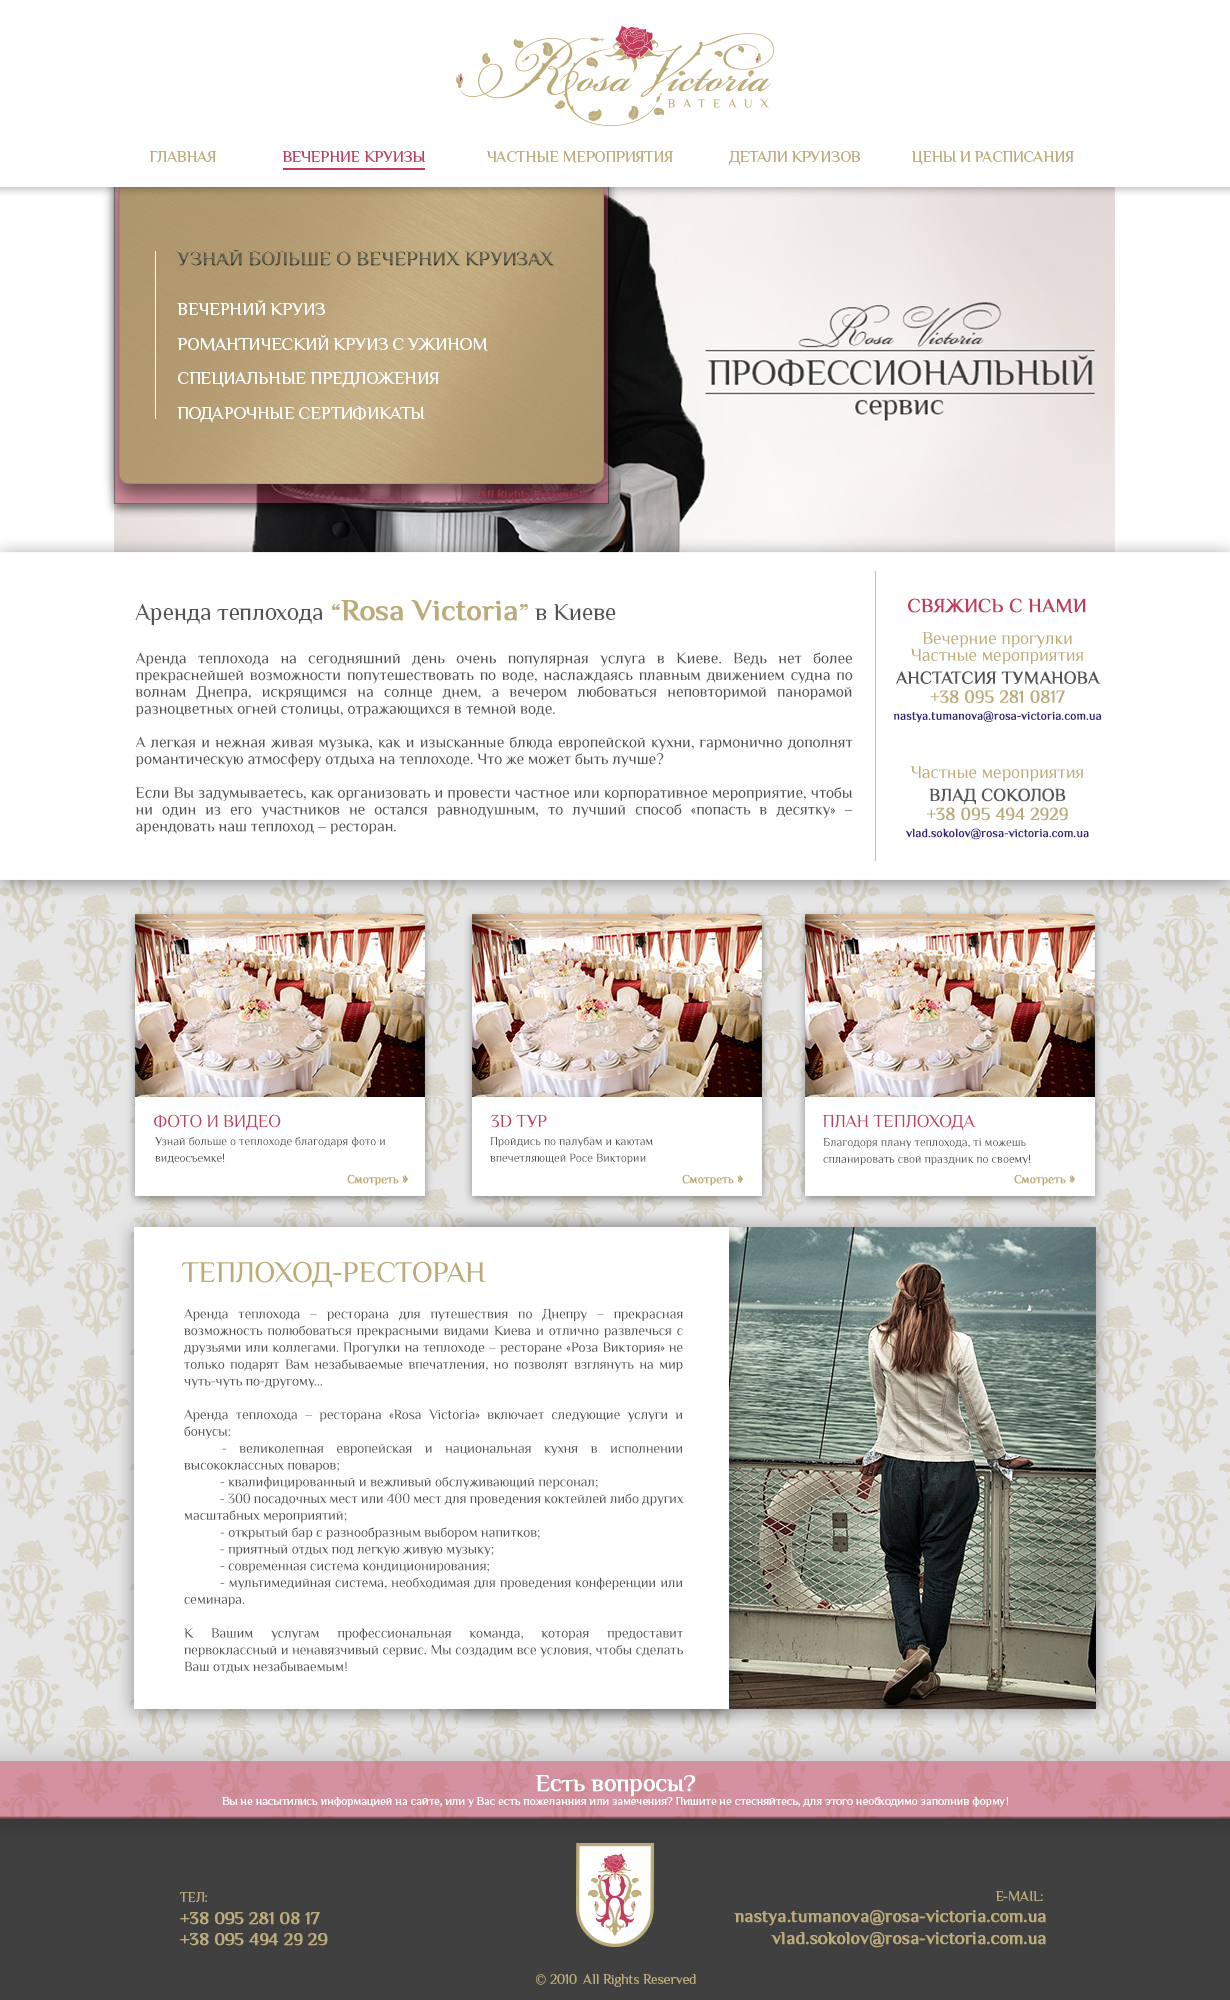 Rosa Victoria
BATEAUX
ГЛАВНАЯ
ВЕЧЕРНИЕ КРУИЗЫ
ЧАСТНЫЕ МЕРОПРИЯТИЯ
ДЕТАЛИ КРУИЗОВ
ЦЕНЫ И РАСПИСАНИЯ
УЗНАЙ БОЛЬШЕ О ВЕЧЕРНИХ КРУИЗАХ
ВЕЧЕРНИЙ КРУИЗ
РОМАНТИЧЕСКИЙ КРУИЗ С УЖИНОМ
СПЕЦИАЛЬНЫЕ ПРЕДЛОЖЕНИЯ
ПОДАРОЧНЫЕ СЕРТИФИКАТЫ
All Rights Reserved
Rosa Victoria
ПРОФЕССИОНАЛЬНЫЙ
сервис
Аренда теплохода “Rosa Victoria” в Киеве
Аренда теплохода на сегодняшний день очень популярная услуга в Киеве. Ведь нет более
прекраснейшей возможности попутешествовать по воде, наслаждаясь плавным движением судна по
волнам Днепра, искрящимся на солнце днем, а вечером любоваться неповторимой панорамой
разноцветных огней столицы, отражающихся в темной воде.
А легкая и нежная живая музыка, как и изысканные блюда европейской кухни, гармонично дополнят
романтическую атмосферу отдыха на теплоходе. Что же может быть лучше?
Если Вы задумываетесь, как организовать и провести частное или корпоративное мероприятие, чтобы
ни один из его участников не остался равнодушным, то лучший способ «попасть в десятку» –
арендовать наш теплоход – ресторан.
СВЯЖИСЬ С НАМИ
Вечерние прогулки
Частные мероприятия
АНСТАТСИЯ ТУМАНОВА
+38 095 281 0817
nastya.tumanova@rosa-victoria.com.ua
Частные мероприятия
ВЛАД СОКОЛОВ
+38 095 494 2929
vlad.sokolov@rosa-victoria.com.ua
ФОТО И ВИДЕО
Узнай больше о теплоходе благодаря фото и
видеосъемке!
Смотреть »
3D ТУР
Пройдись по палубам и каютам
впечетляющей Росе Виктории
Смотреть »
ПЛАН ТЕПЛОХОДА
Благодоря плану теплохода, ті можешь
спланировать свой праздник по своему!
Смотреть »
ТЕПЛОХОД-РЕСТОРАН
Аренда теплохода – ресторана для путешествия по Днепру – прекрасная
возможность полюбоваться прекрасными видами Киева и отлично развлечься с
друзьями или коллегами. Прогулки на теплоходе – ресторане «Роза Виктория» не
только подарят Вам незабываемые впечатления, но позволят взглянуть на мир
чуть-чуть по-другому...
Аренда теплохода – ресторана «Rosa Victoria» включает следующие услуги и
бонусы:
- великолепная европейская и национальная кухня в исполнении
высококлассных поваров;
- квалифицированный и вежливый обслуживающий персонал;
- 300 посадочных мест или 400 мест для проведения коктейлей либо других
масштабных мероприятий;
- открытый бар с разнообразным выбором напитков;
- приятный отдых под легкую живую музыку;
- современная система кондиционирования;
- мультимедийная система, необходимая для проведения конференции или
семинара.
К Вашим услугам профессиональная команда, которая предоставит
первоклассный и ненавязчивый сервис. Мы создадим все условия, чтобы сделать
Ваш отдых незабываемым!
Есть вопросы?
Вы не насытились информацией на сайте, или у Вас есть пожеланния или замечения? Пишите не стесняйтесь, для этого необходимо заполнив форму!
ТЕЛ:
+38 095 281 08 17
+38 095 494 29 29
E-MAIL:
nastya.tumanova@rosa-victoria.com.ua
vlad.sokolov@rosa-victoria.com.ua
© 2010 All Rights Reserved